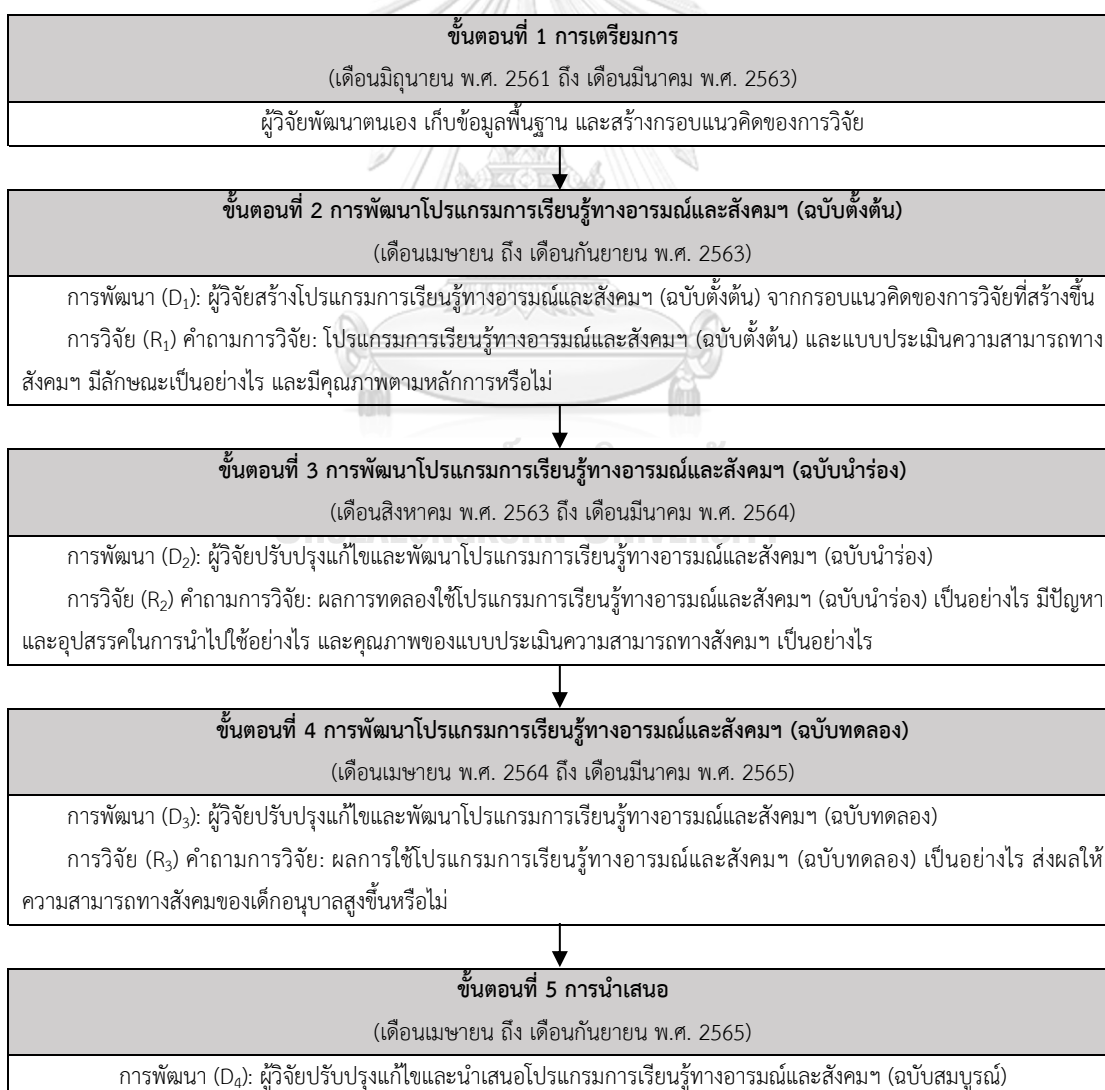 ขั้นตอนที่ 1 การเตรียมการ
(เดือนมิถุนายน พ.ศ. 2561 ถึง เดือนมีนาคม พ.ศ. 2563)
ผู้วิจัยพัฒนาตนเอง เก็บข้อมูลพื้นฐาน และสร้างกรอบแนวคิดของการวิจัย
ขั้นตอนที่ 2 การพัฒนาโปรแกรมการเรียนรู้ทางอารมณ์และสังคมฯ (ฉบับตั้งต้น)
(เดือนเมษายน ถึง เดือนกันยายน พ.ศ. 2563)
การพัฒนา (D₁): ผู้วิจัยสร้างโปรแกรมการเรียนรู้ทางอารมณ์และสังคมฯ (ฉบับตั้งต้น) จากกรอบแนวคิดของการวิจัยที่สร้างขึ้น
การวิจัย (R₁) คำถามการวิจัย: โปรแกรมการเรียนรู้ทางอารมณ์และสังคมฯ (ฉบับตั้งต้น) และแบบประเมินความสามารถทาง
สังคมฯ มีลักษณะเป็นอย่างไร และมีคุณภาพตามหลักการหรือไม่
ขั้นตอนที่ 3 การพัฒนาโปรแกรมการเรียนรู้ทางอารมณ์และสังคมฯ (ฉบับนำร่อง)
(เดือนสิงหาคม พ.ศ. 2563 ถึง เดือนมีนาคม พ.ศ. 2564)
การพัฒนา (D₂): ผู้วิจัยปรับปรุงแก้ไขและพัฒนาโปรแกรมการเรียนรู้ทางอารมณ์และสังคมฯ (ฉบับนำร่อง)
การวิจัย (R₂) คำถามการวิจัย: ผลการทดลองใช้โปรแกรมการเรียนรู้ทางอารมณ์และสังคมฯ (ฉบับนำร่อง) เป็นอย่างไร มีปัญหา
และอุปสรรคในการนำไปใช้อย่างไร และคุณภาพของแบบประเมินความสามารถทางสังคมฯ เป็นอย่างไร
ขั้นตอนที่ 4 การพัฒนาโปรแกรมการเรียนรู้ทางอารมณ์และสังคมฯ (ฉบับทดลอง)
(เดือนเมษายน พ.ศ. 2564 ถึง เดือนมีนาคม พ.ศ. 2565)
การพัฒนา (D₃): ผู้วิจัยปรับปรุงแก้ไขและพัฒนาโปรแกรมการเรียนรู้ทางอารมณ์และสังคมฯ (ฉบับทดลอง)
การวิจัย (R₃) คำถามการวิจัย: ผลการใช้โปรแกรมการเรียนรู้ทางอารมณ์และสังคมฯ (ฉบับทดลอง) เป็นอย่างไร ส่งผลให้
ความสามารถทางสังคมของเด็กอนุบาลสูงขึ้นหรือไม่
ขั้นตอนที่ 5 การนำเสนอ
(เดือนเมษายน ถึง เดือนกันยายน พ.ศ. 2565)
การพัฒนา (D₄): ผู้วิจัยปรับปรุงแก้ไขและนำเสนอโปรแกรมการเรียนรู้ทางอารมณ์และสังคมฯ (ฉบับสมบูรณ์)